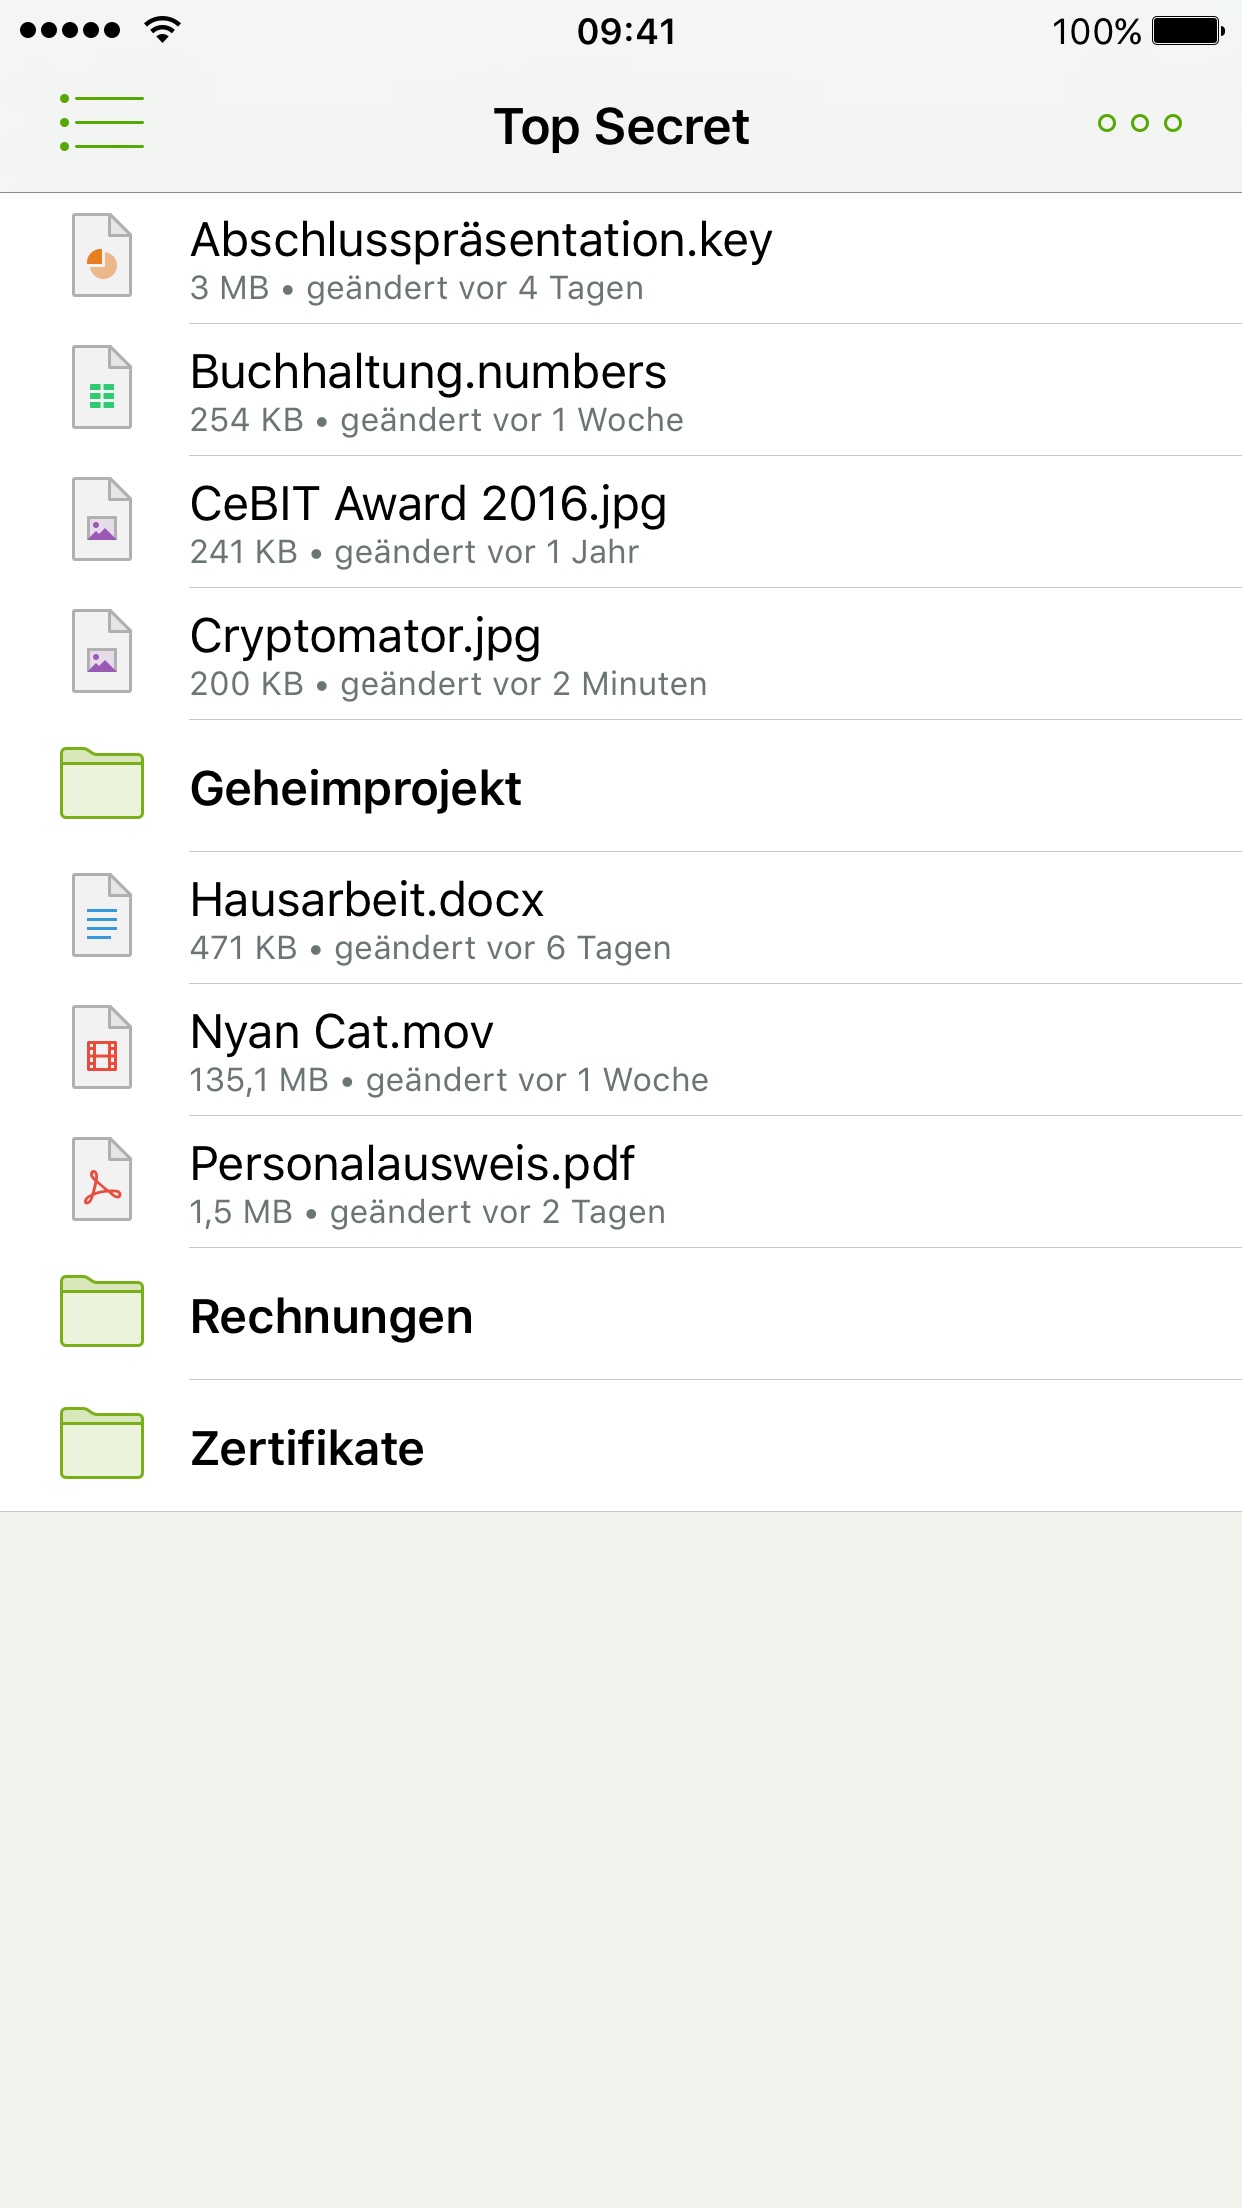 09:41
100%
Top Secret
Abschlusspräsentation.key
3 MB • geändert vor 4 Tagen
Buchhaltung.numbers
254 KB • geändert vor 1 Woche
CeBIT Award 2016.jpg
241 KB • geändert vor 1 Jahr
Cryptomator.jpg
200 KB • geändert vor 2 Minuten
Geheimprojekt
Hausarbeit.docx
471 KB • geändert vor 6 Tagen
Nyan Cat.mov
135,1 MB • geändert vor 1 Woche
Personalausweis.pdf
1,5 MB • geändert vor 2 Tagen
Rechnungen
Zertifikate